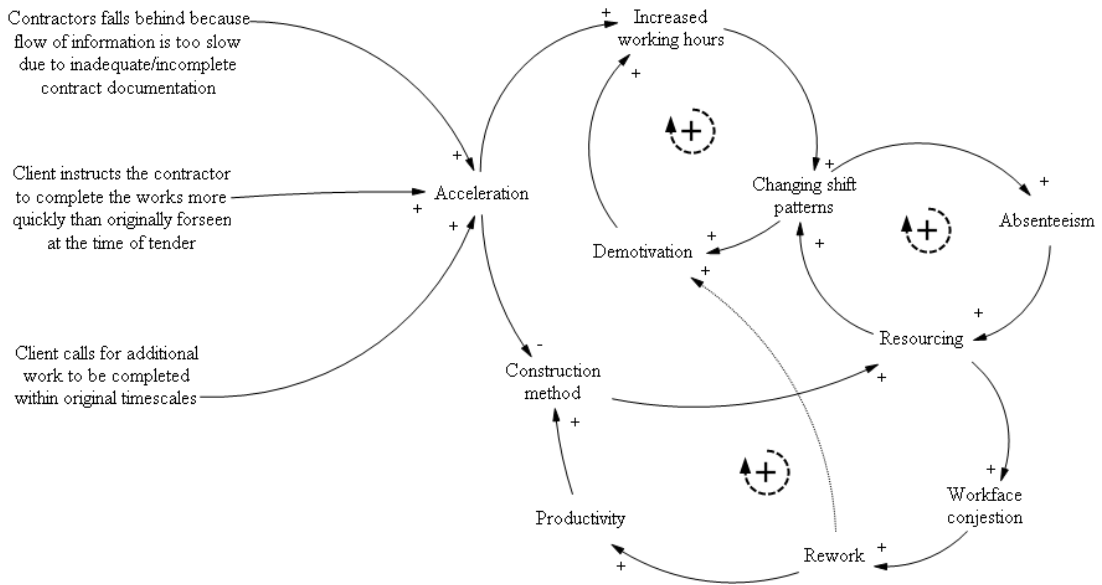 Contractors falls behind because
flow of information is too slow
due to inadequate/incomplete
contract documentation
Client instructs the contractor
to complete the works more
quickly than originally forseen
at the time of tender
Client calls for additional
work to be completed
within original timescales
+
+
+
Acceleration
+
Increased
working hours
+
+
+
Changing shift
patterns
+
+
Absenteeism
+
+
Demotivation
+
+
+
Resourcing
+
-
Construction
method
+
+
Productivity
+
Workface
conjestion
+
Rework
+